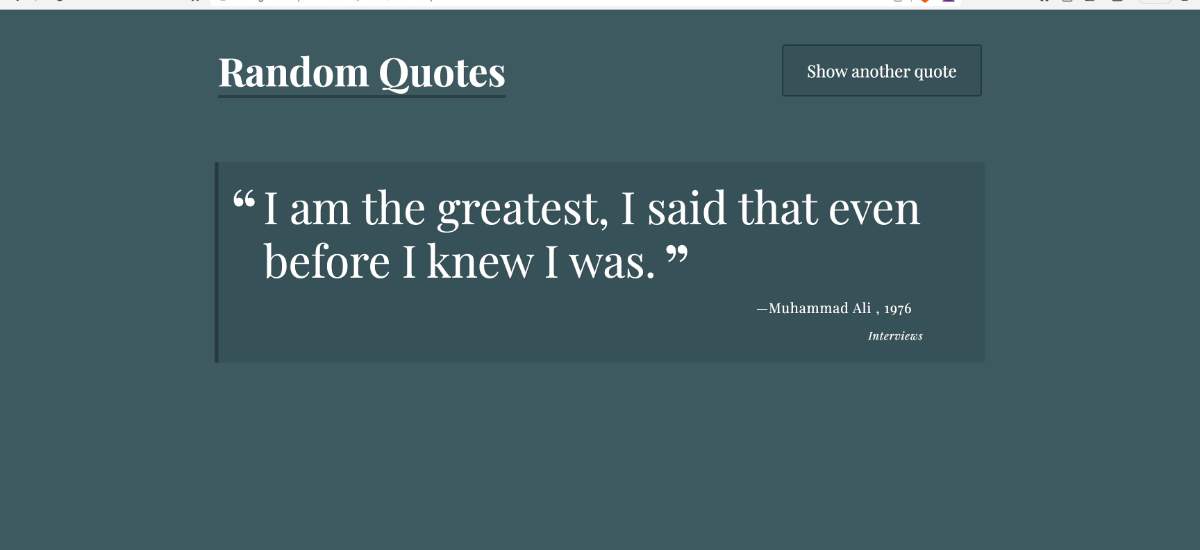 Random Quotes
Show another quote
“ I am the greatest, I said that even
before I knew I was. ”
—Muhammad Ali , 1976
Interviews